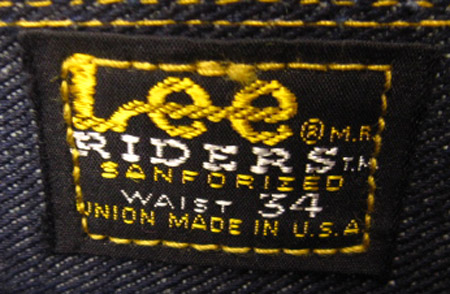 Lee ® M.R.
RIDERS T.M.
SANFORIZED
WAIST 34
UNION MADE IN U.S.A